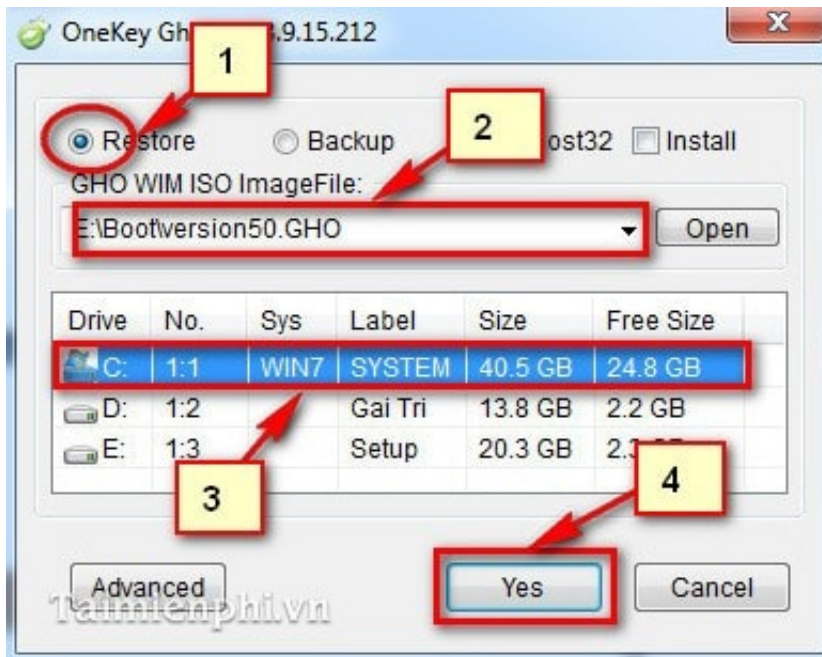 OneKey Gh 8.9.15.212
1
Restore Backup 2 ost32 Install
GHO WIM ISO ImageFile:
E:\Boot\version50.GHO Open
Drive No. Sys Label Size Free Size
C: 1:1 WIN7 SYSTEM 40.5 GB 24.8 GB
D: 1:2 Gai Tri 13.8 GB 2.2 GB
E: 1:3 Setup 20.3 GB
3
4
Advanced Yes Cancel
Taimienphi.vn